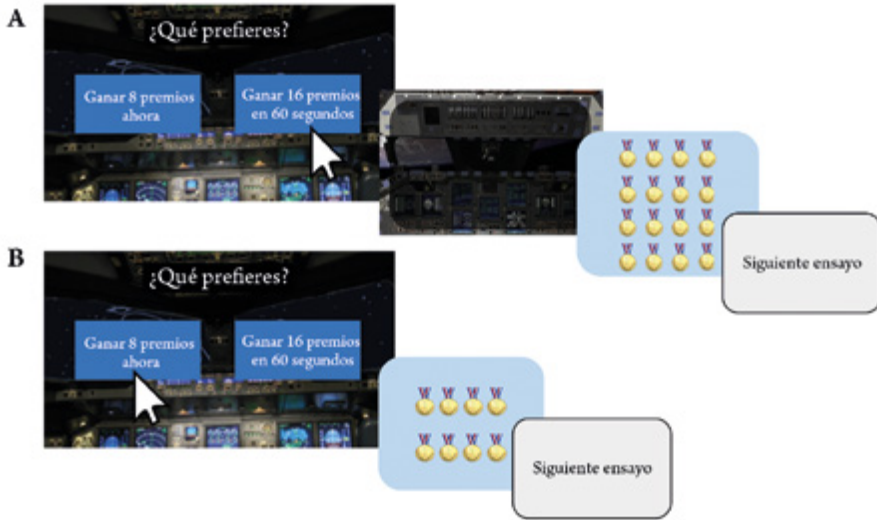 A
¿Qué prefieres?
Ganar 8 premios
ahora
Ganar 16 premios
en 60 segundos
Siguiente ensayo
B
¿Qué prefieres?
Ganar 8 premios
ahora
Ganar 16 premios
en 60 segundos
Siguiente ensayo